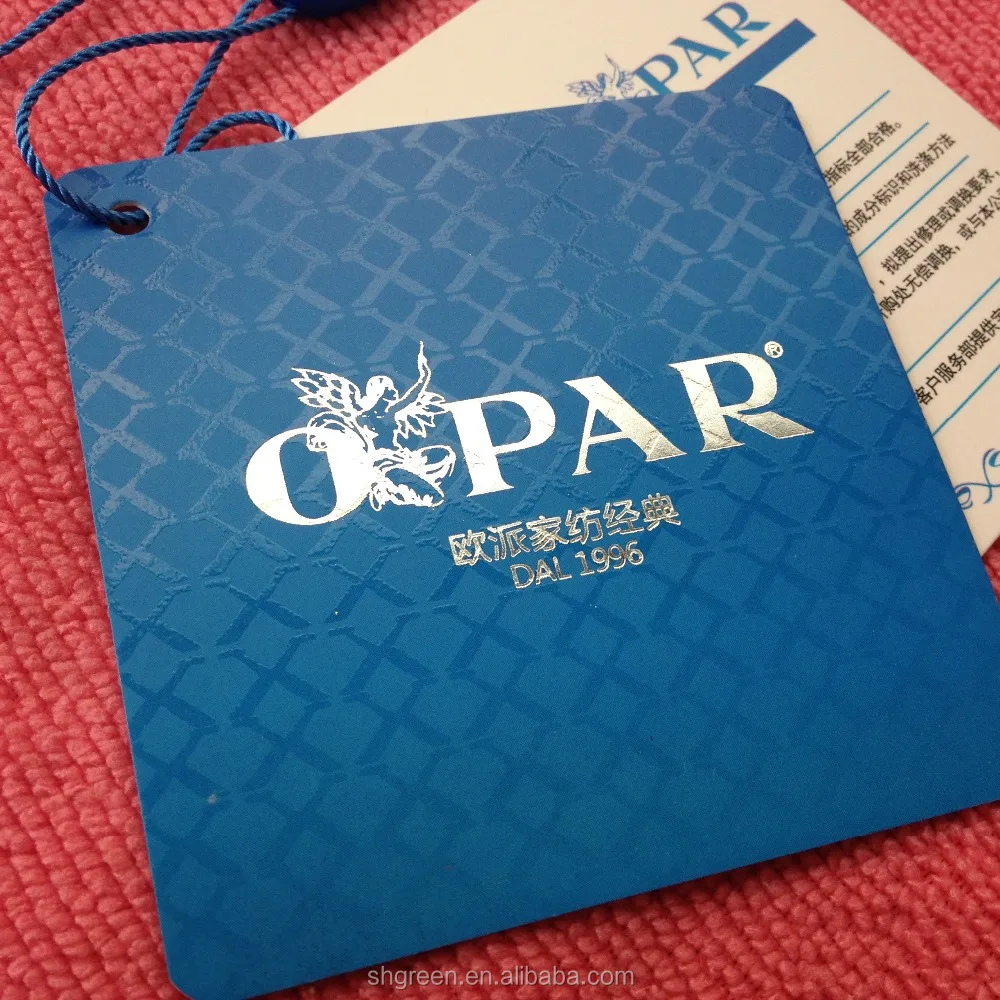 OPAR®
欧派家纺经典
DAL 1996
PAR
指标全部合格。
的成分标识和洗涤方法
，拟提出修理或调换要求，
购处无偿调换，或与本公
客户服务部提供
shgreen.en.alibaba.com